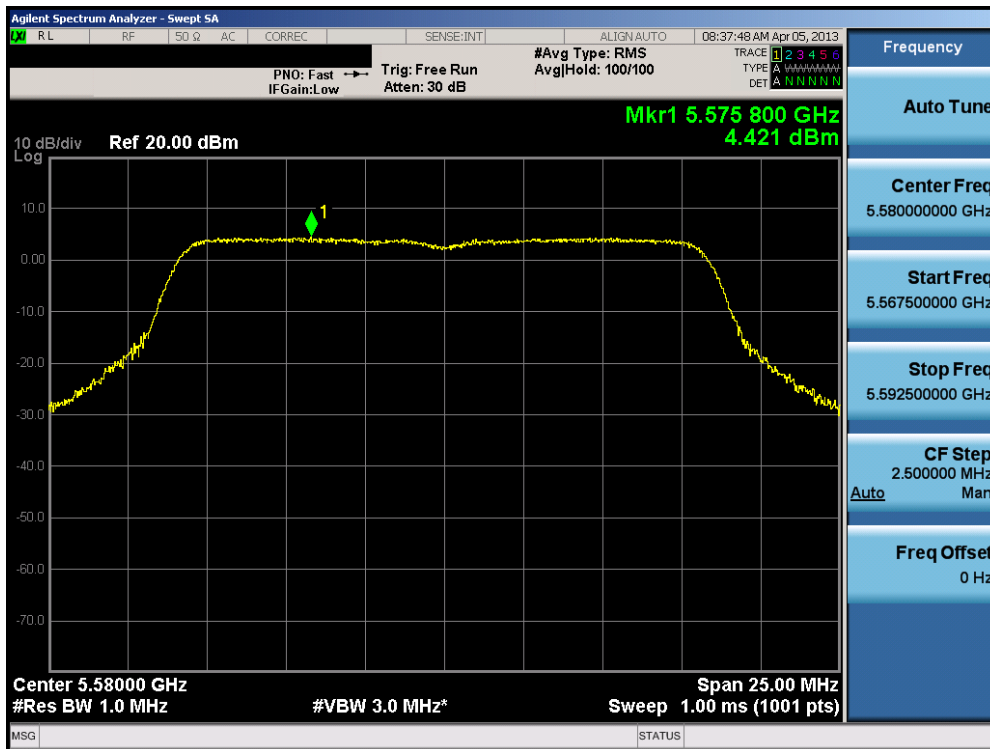 Agilent Spectrum Analyzer - Swept SA
LXI RL RF 50 Ω AC CORREC SENSE:INT ALIGNAUTO 08:37:48 AM Apr 05, 2013
#Avg Type: RMS TRACE 1 2 3 4 5 6
PNO: Fast Trig: Free Run Avg|Hold: 100/100 TYPE A WWWWW
IFGain:Low Atten: 30 dB DET A N N N N N
Mkr1 5.575 800 GHz
4.421 dBm
10 dB/div Ref 20.00 dBm
Log
1
10.0
0.00
-10.0
-20.0
-30.0
-40.0
-50.0
-60.0
-70.0
Center 5.58000 GHz Span 25.00 MHz
#Res BW 1.0 MHz #VBW 3.0 MHz* Sweep 1.00 ms (1001 pts)
MSG STATUS
Frequency
Auto Tune
Center Freq
5.580000000 GHz
Start Freq
5.567500000 GHz
Stop Freq
5.592500000 GHz
CF Step
2.500000 MHz
Auto Man
Freq Offset
0 Hz